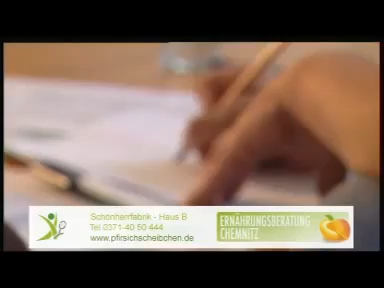 Schönherrfabrik - Haus B
Tel.0371-40 50 444
www.pfirsichscheibchen.de
ERNÄHRUNGSBERATUNG
CHEMNITZ